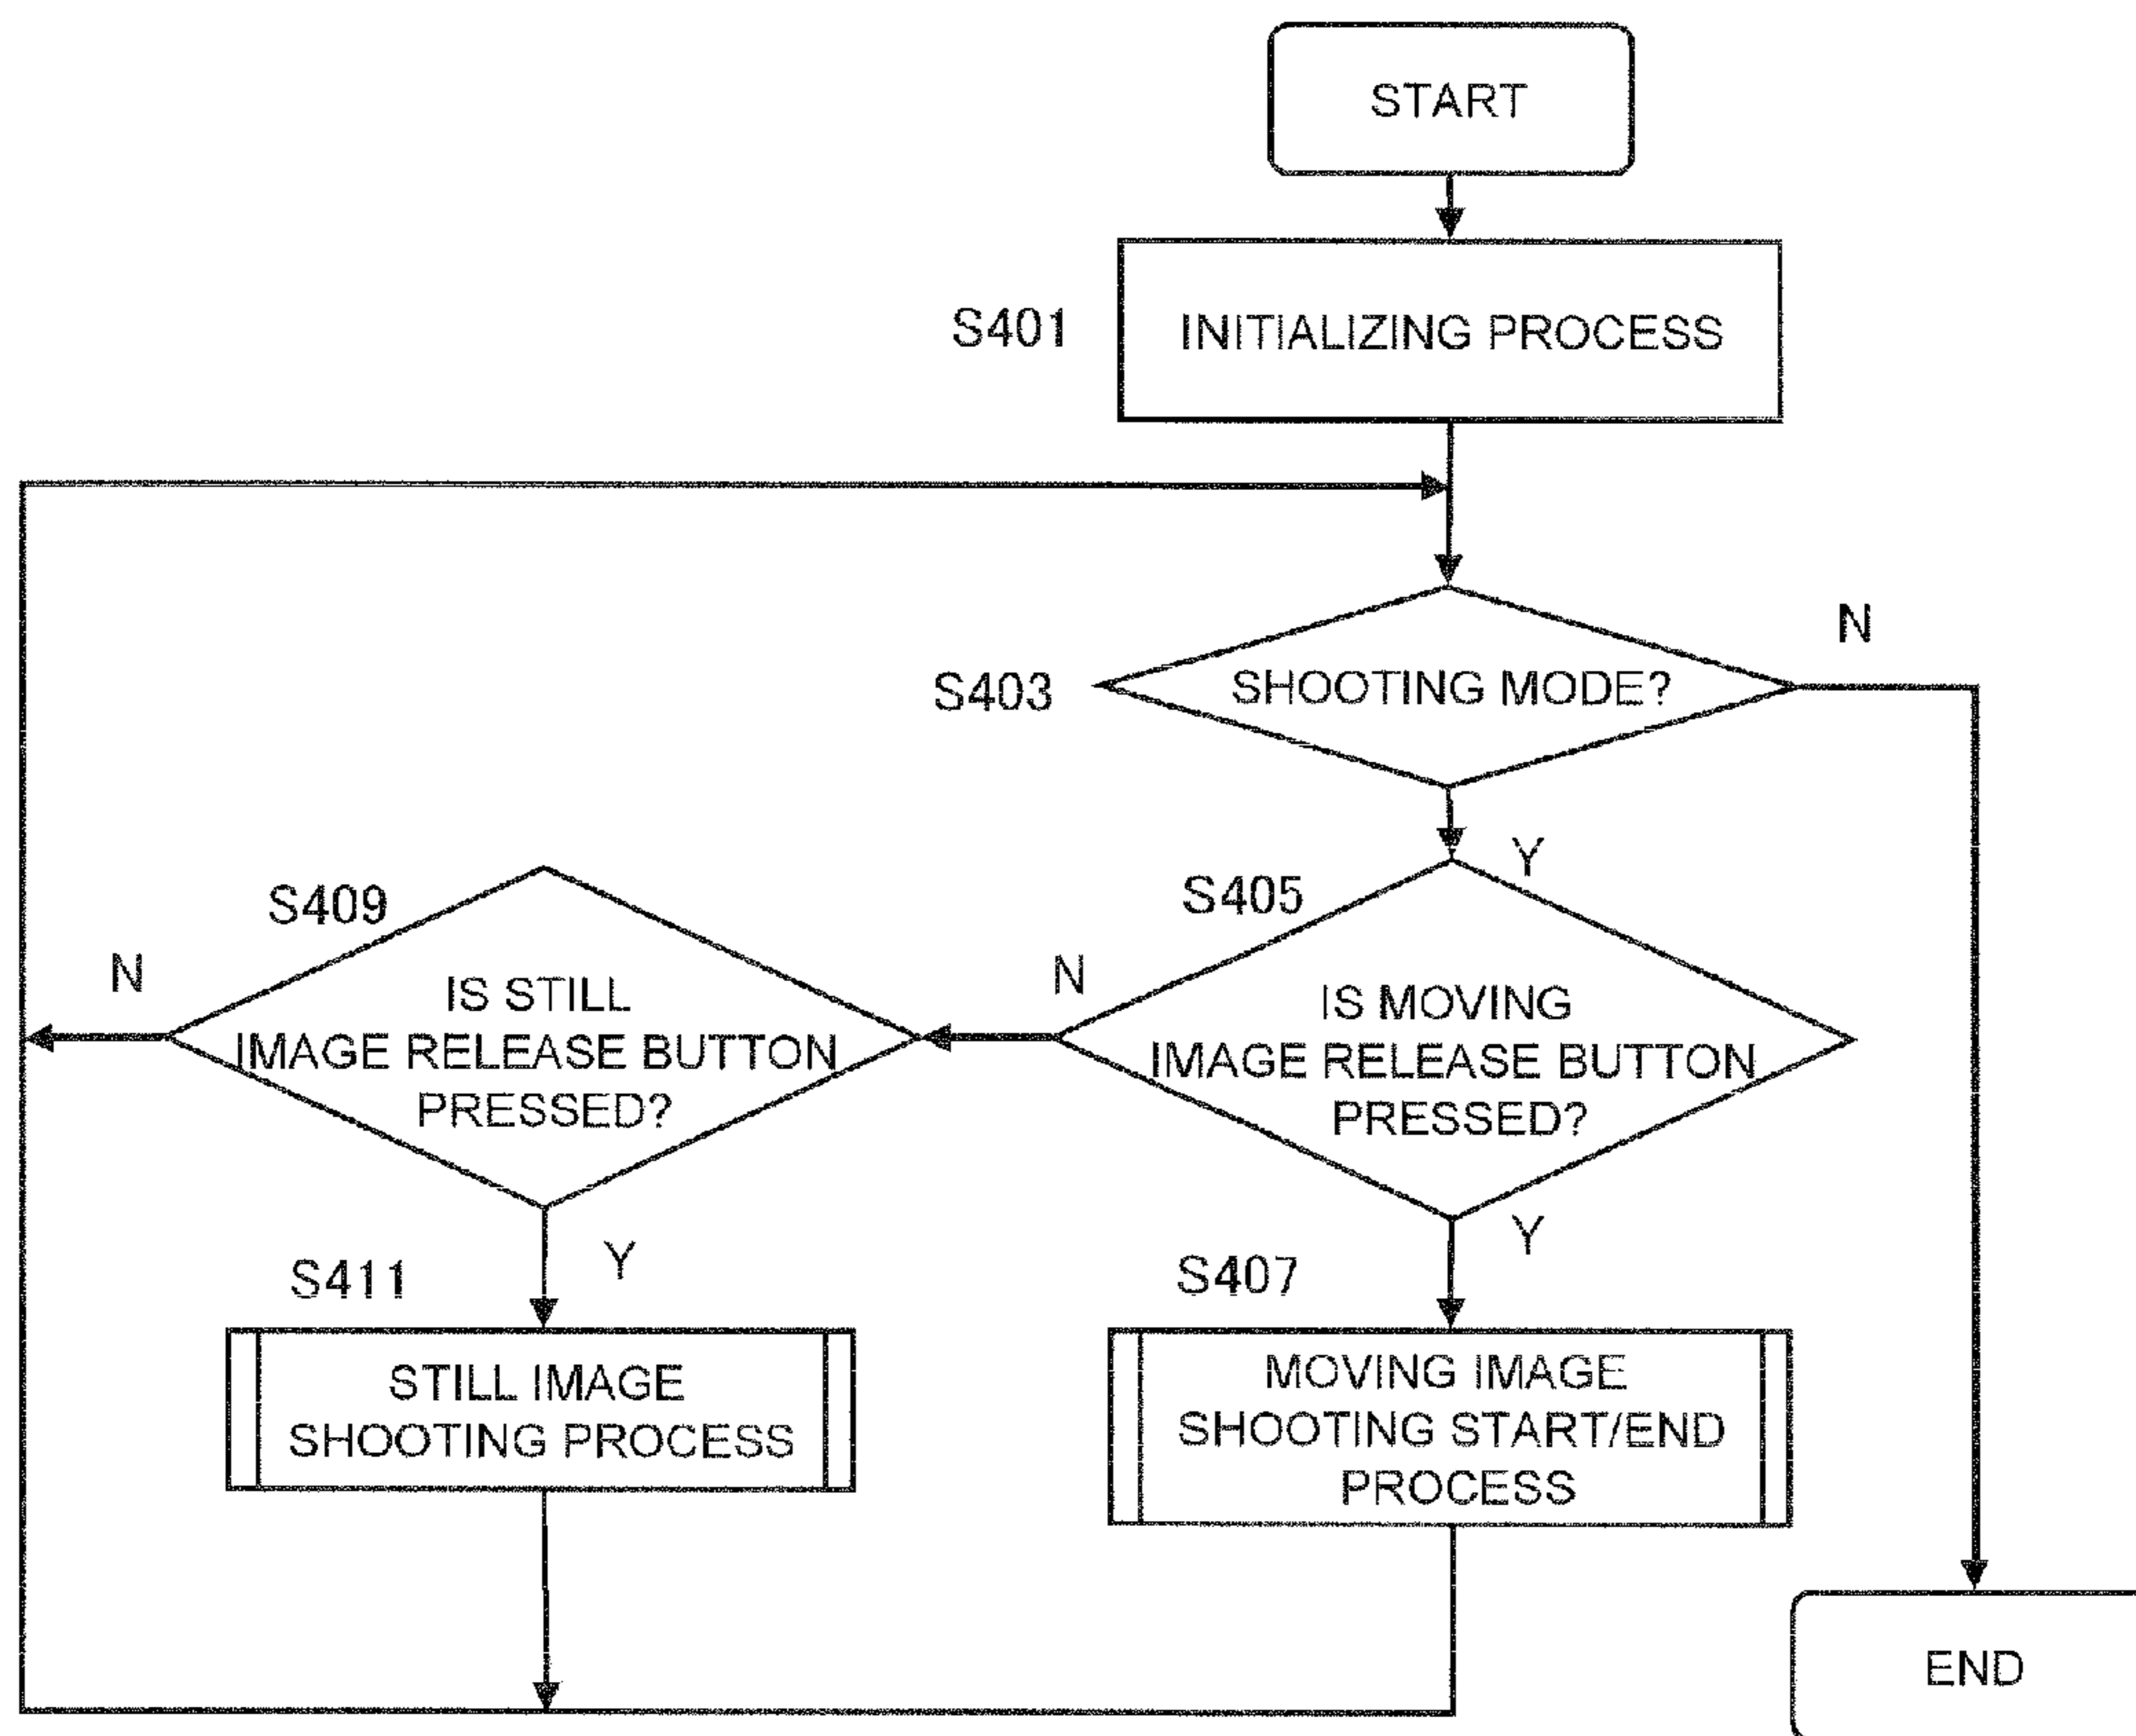 START
S401
INITIALIZING PROCESS
N
S403
SHOOTING MODE?
Y
S409
S405
N
IS STILL
IMAGE RELEASE BUTTON
PRESSED?
N
IS MOVING
IMAGE RELEASE BUTTON
PRESSED?
Y
Y
S411
S407
STILL IMAGE
SHOOTING PROCESS
MOVING IMAGE
SHOOTING START/END
PROCESS
END